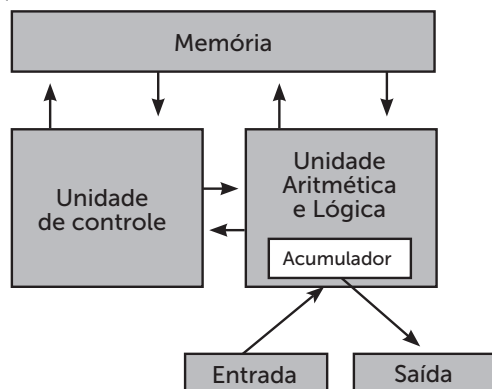 Memória
Unidade
de controle
Unidade
Aritmética
e Lógica
Acumulador
Entrada
Saída